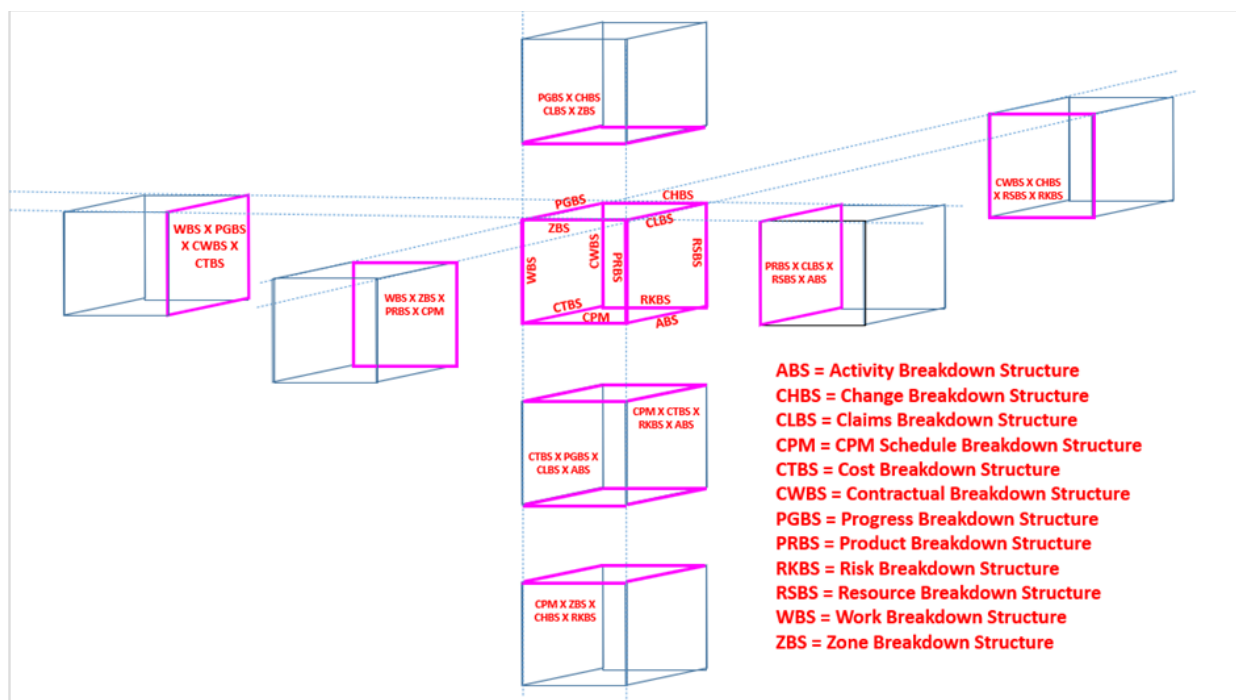 PGBS X CHBS
CLBS X ZBS
CWBS X CHBS
X RSBS X RKBS
WBS X PGBS
X CWBS X
CTBS
PGBS
CHBS
ZBS
CLBS
WBS
CWBS
PRBS
RSBS
CTBS
RKBS
CPM
ABS
PRBS X CLBS X
RSBS X ABS
WBS X ZBS X
PRBS X CPM
CPM X CTBS X
RKBS X ABS
CTBS X PGBS X
CLBS X ABS
CPM X ZBS X
CHBS X RKBS
ABS = Activity Breakdown Structure
CHBS = Change Breakdown Structure
CLBS = Claims Breakdown Structure
CPM = CPM Schedule Breakdown Structure
CTBS = Cost Breakdown Structure
CWBS = Contractual Breakdown Structure
PGBS = Progress Breakdown Structure
PRBS = Product Breakdown Structure
RKBS = Risk Breakdown Structure
RSBS = Resource Breakdown Structure
WBS = Work Breakdown Structure
ZBS = Zone Breakdown Structure